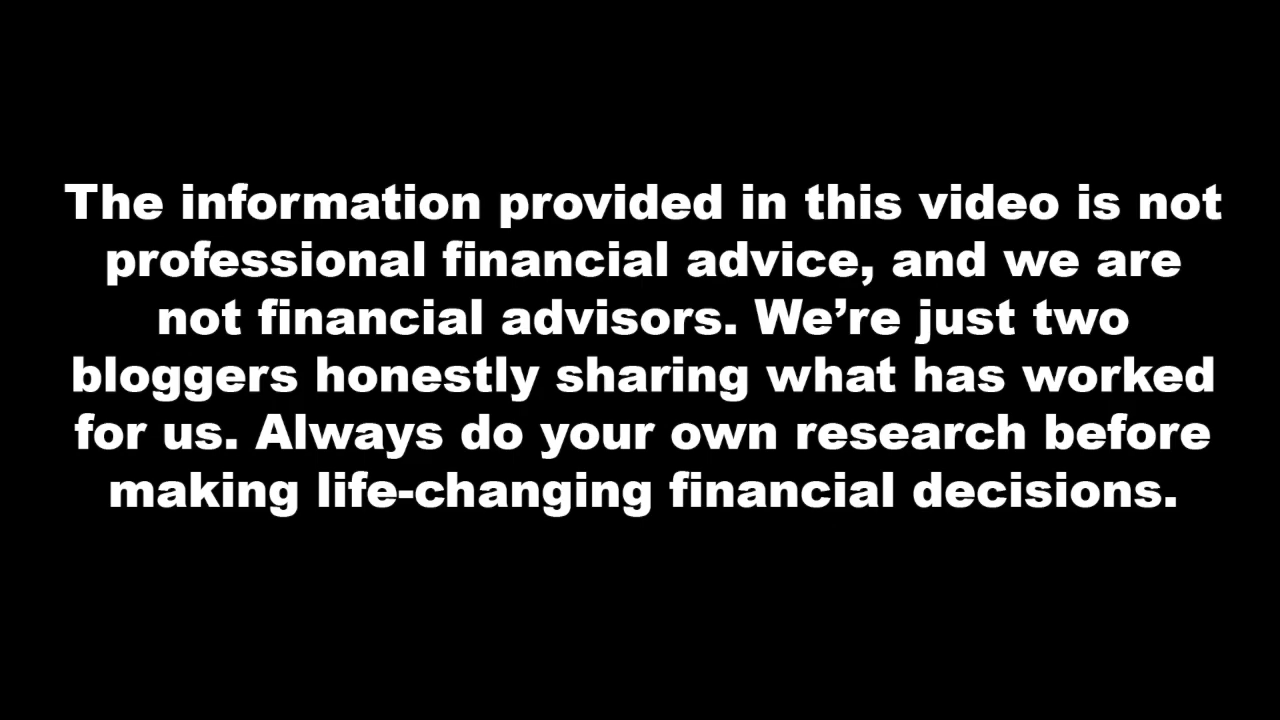 The information provided in this video is not
professional financial advice, and we are
not financial advisors. We’re just two
bloggers honestly sharing what has worked
for us. Always do your own research before
making life-changing financial decisions.